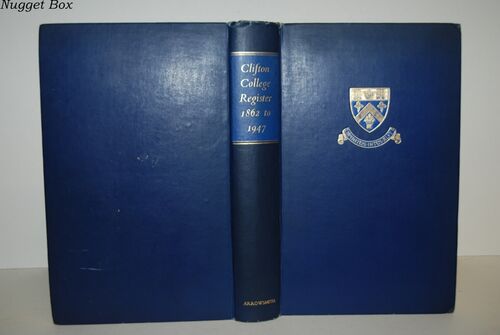 Nugget Box
Clifton
College
Register
1862 to
1947
ARROWSMITH